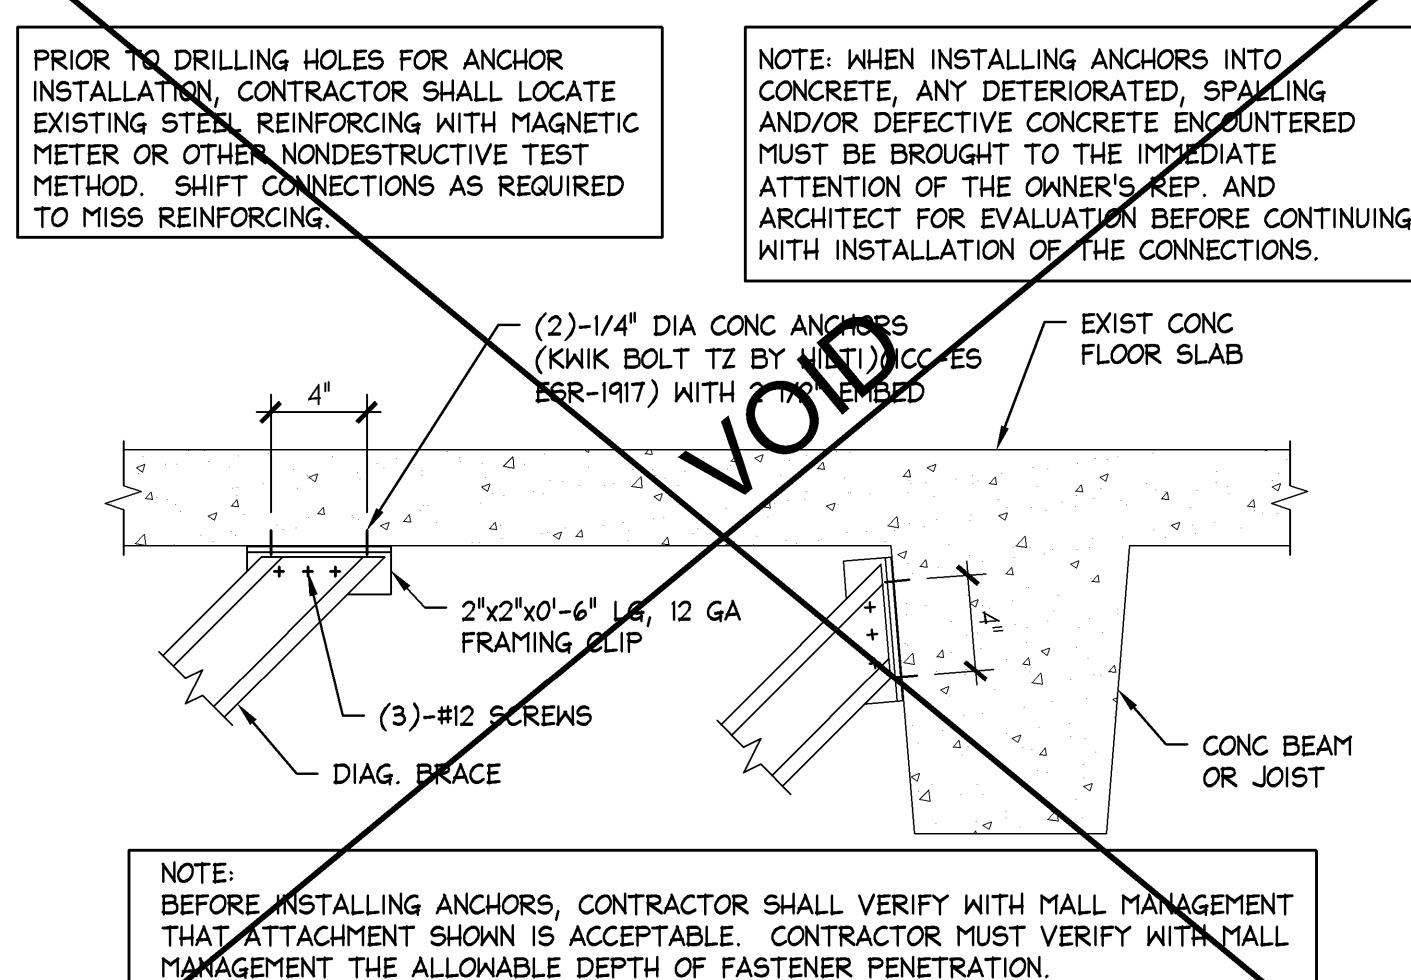 PRIOR TO DRILLING HOLES FOR ANCHOR
INSTALLATION, CONTRACTOR SHALL LOCATE
EXISTING STEEL REINFORCING WITH MAGNETIC
METER OR OTHER NONDESTRUCTIVE TEST
METHOD. SHIFT CONNECTIONS AS REQUIRED
TO MISS REINFORCING.
NOTE: WHEN INSTALLING ANCHORS INTO
CONCRETE, ANY DETERIORATED, SPALLING
AND/OR DEFECTIVE CONCRETE ENCOUNTERED
MUST BE BROUGHT TO THE IMMEDIATE
ATTENTION OF THE OWNER'S REP. AND
ARCHITECT FOR EVALUATION BEFORE CONTINUING
WITH INSTALLATION OF THE CONNECTIONS.
(2)-1/4" DIA CONC ANCHORS
(KWIK BOLT TZ BY HILTI)(ICC-ES
ESR-1917) WITH 2 1/2" EMBED
EXIST CONC
FLOOR SLAB
4"
VOID
2"x2"x0'-6" LG, 12 GA
FRAMING CLIP
4"
(3)-#12 SCREWS
DIAG. BRACE
CONC BEAM
OR JOIST
NOTE:
BEFORE INSTALLING ANCHORS, CONTRACTOR SHALL VERIFY WITH MALL MANAGEMENT
THAT ATTACHMENT SHOWN IS ACCEPTABLE. CONTRACTOR MUST VERIFY WITH MALL
MANAGEMENT THE ALLOWABLE DEPTH OF FASTENER PENETRATION.